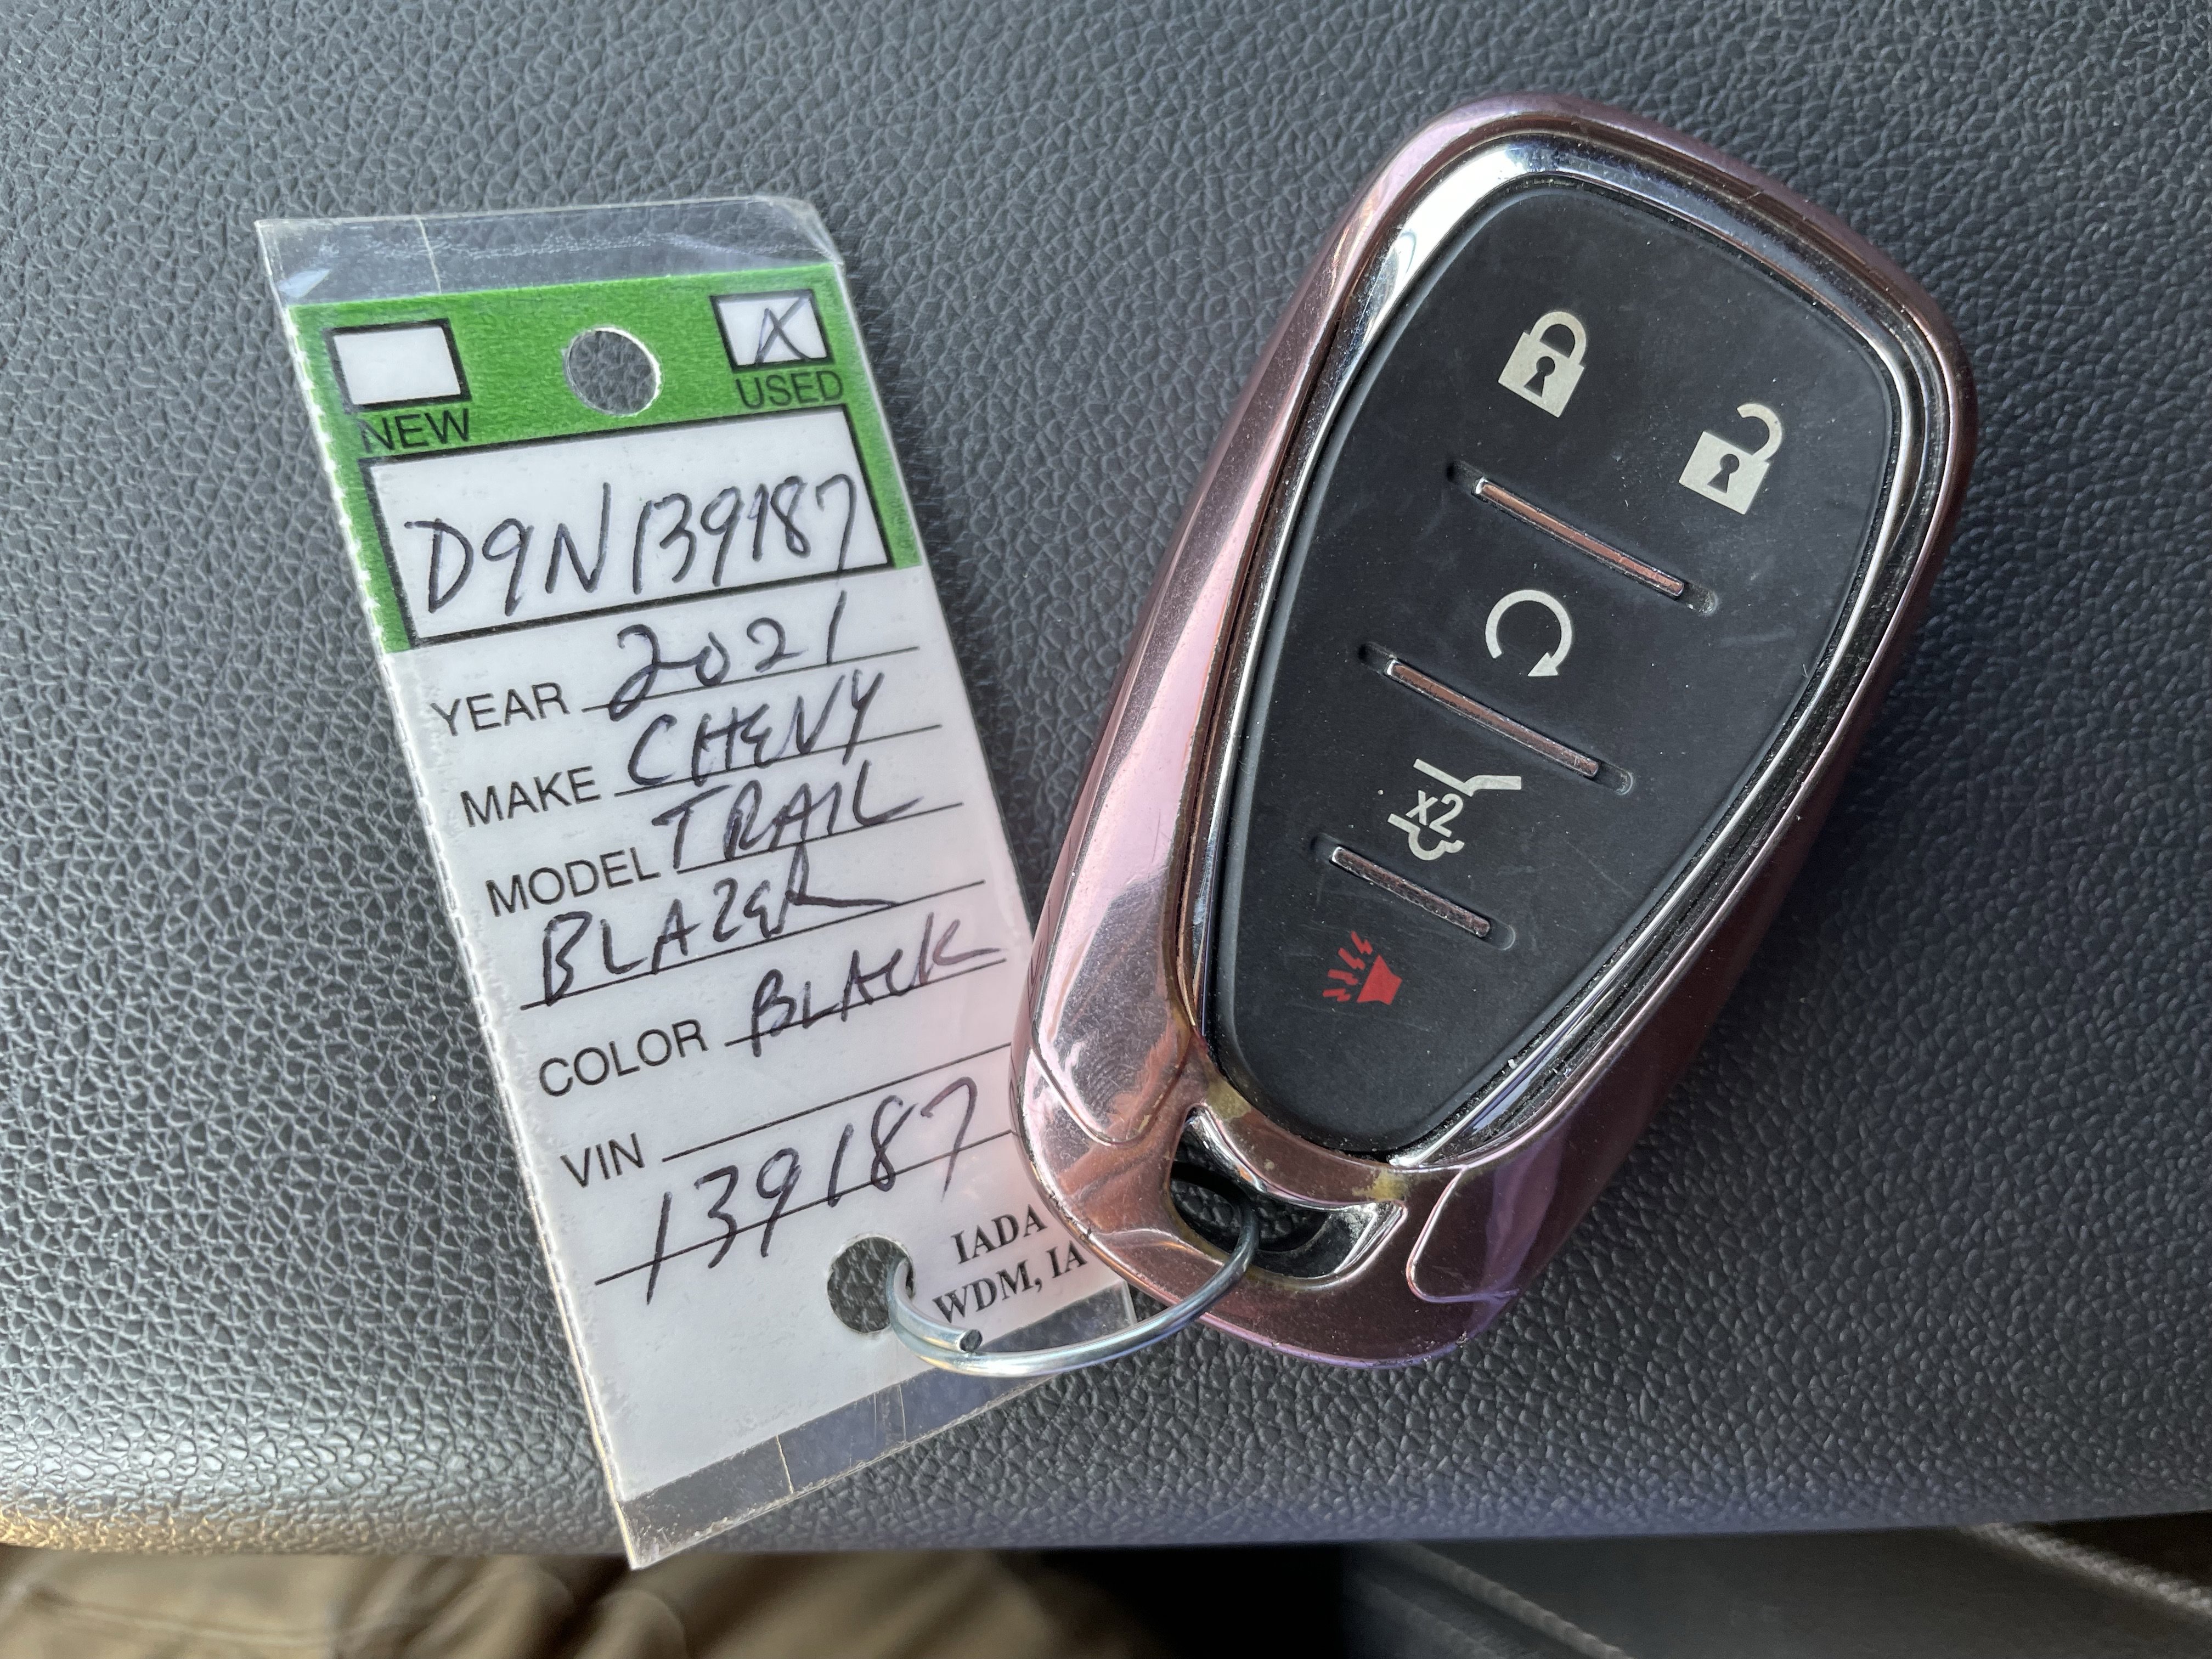 X
NEW USED
D9N139187
YEAR 2021
MAKE CHEVY
MODEL TRAIL
BLAZER
COLOR BLACK
VIN
139187
IADA
WDM, IA
X2